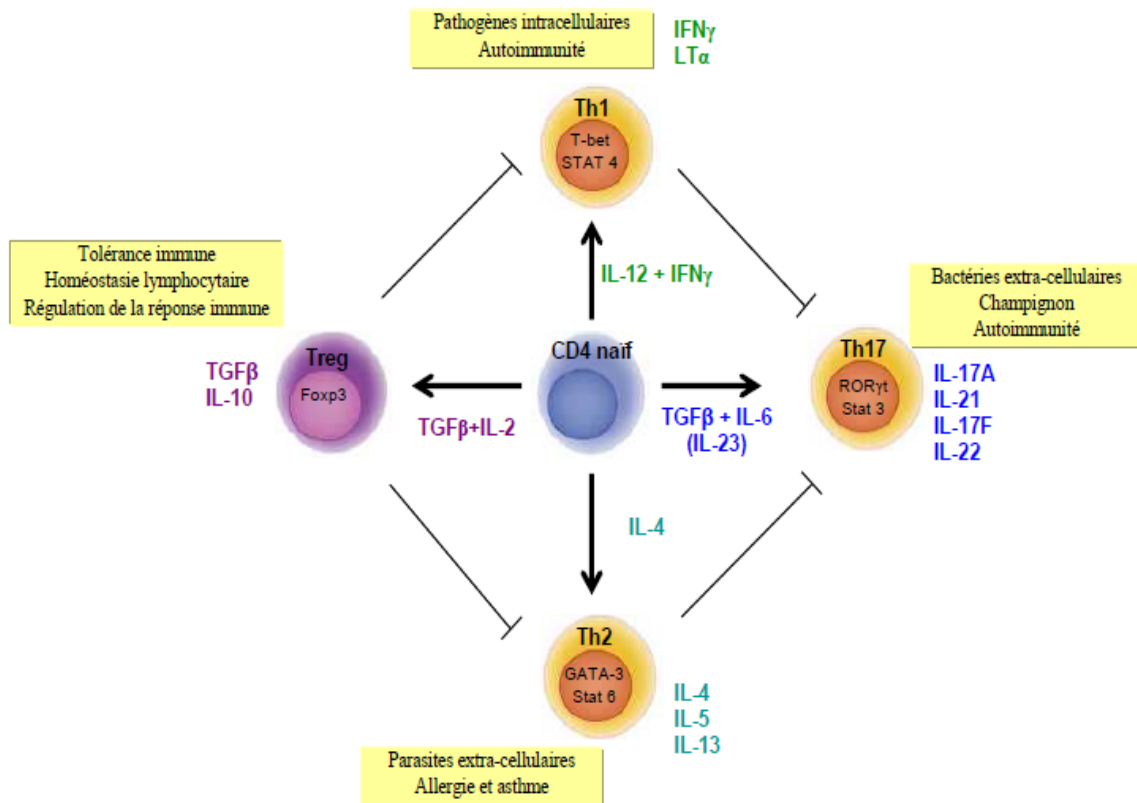 Pathogènes intracellulaires
Autoimmunité
IFNγ
LTα
Th1
T-bet
STAT 4
IL-12 + IFNγ
Tolérance immune
Homéostasie lymphocytaire
Régulation de la réponse immune
Bactéries extra-cellulaires
Champignon
Autoimmunité
Treg
Foxp3
TGFβ
IL-10
TGFβ+IL-2
CD4 naïf
TGFβ + IL-6
(IL-23)
Th17
RORγt
Stat 3
IL-17A
IL-21
IL-17F
IL-22
IL-4
Th2
GATA-3
Stat 6
IL-4
IL-5
IL-13
Parasites extra-cellulaires
Allergie et asthme